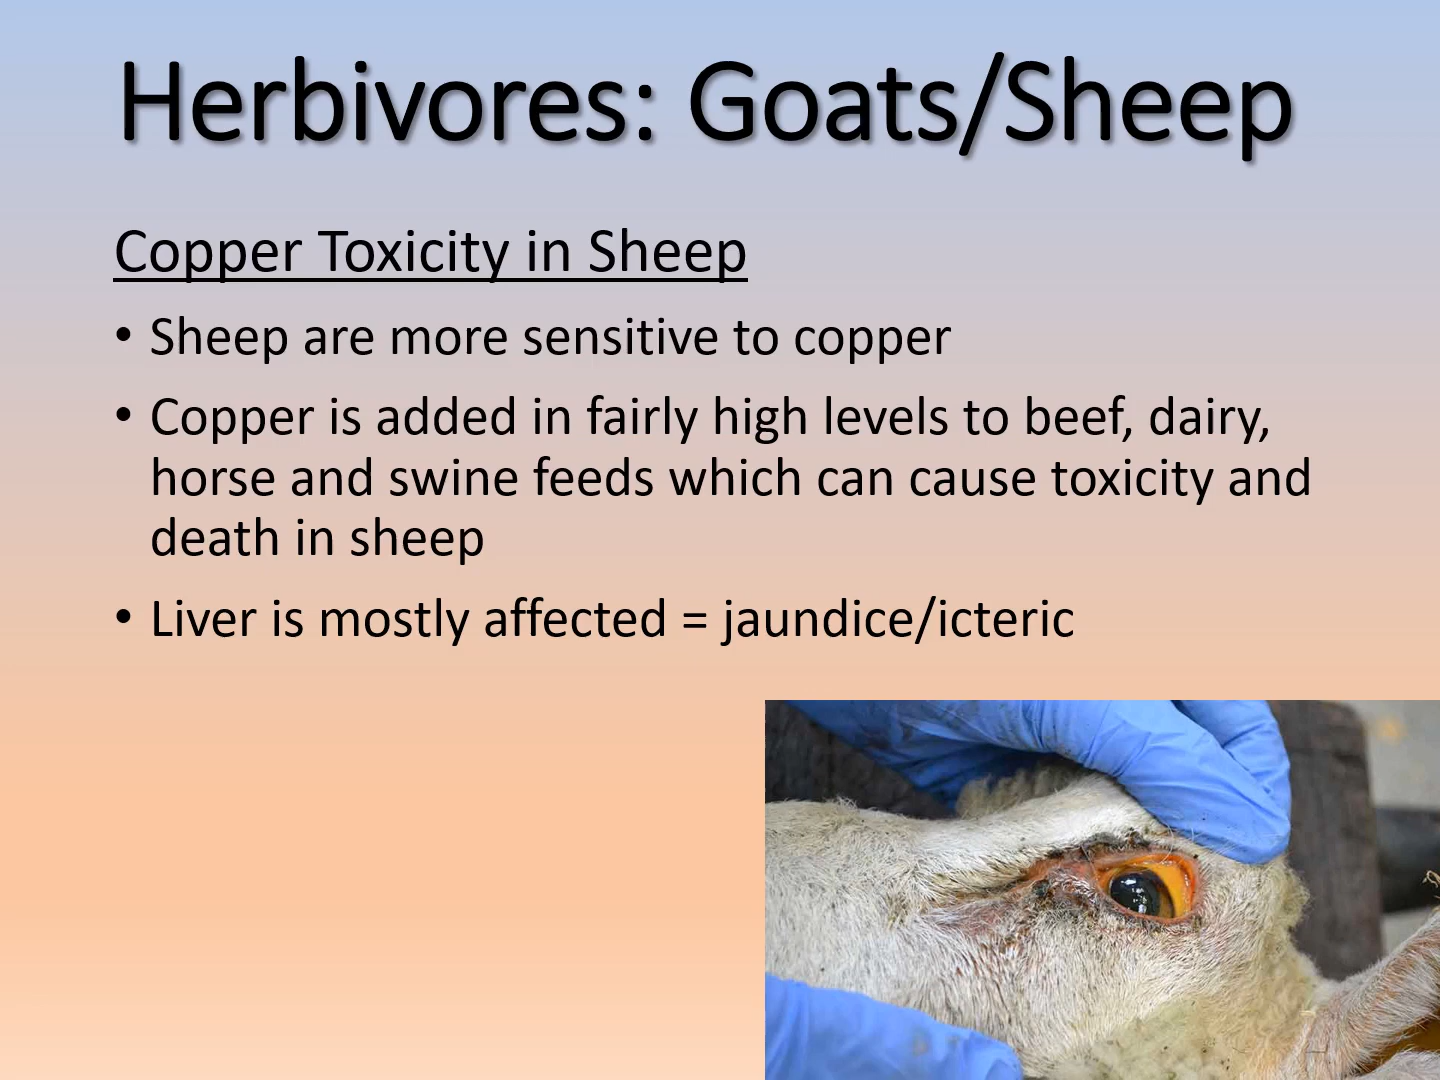 Herbivores: Goats/Sheep
Copper Toxicity in Sheep
• Sheep are more sensitive to copper
• Copper is added in fairly high levels to beef, dairy,
horse and swine feeds which can cause toxicity and
death in sheep
• Liver is mostly affected = jaundice/icteric